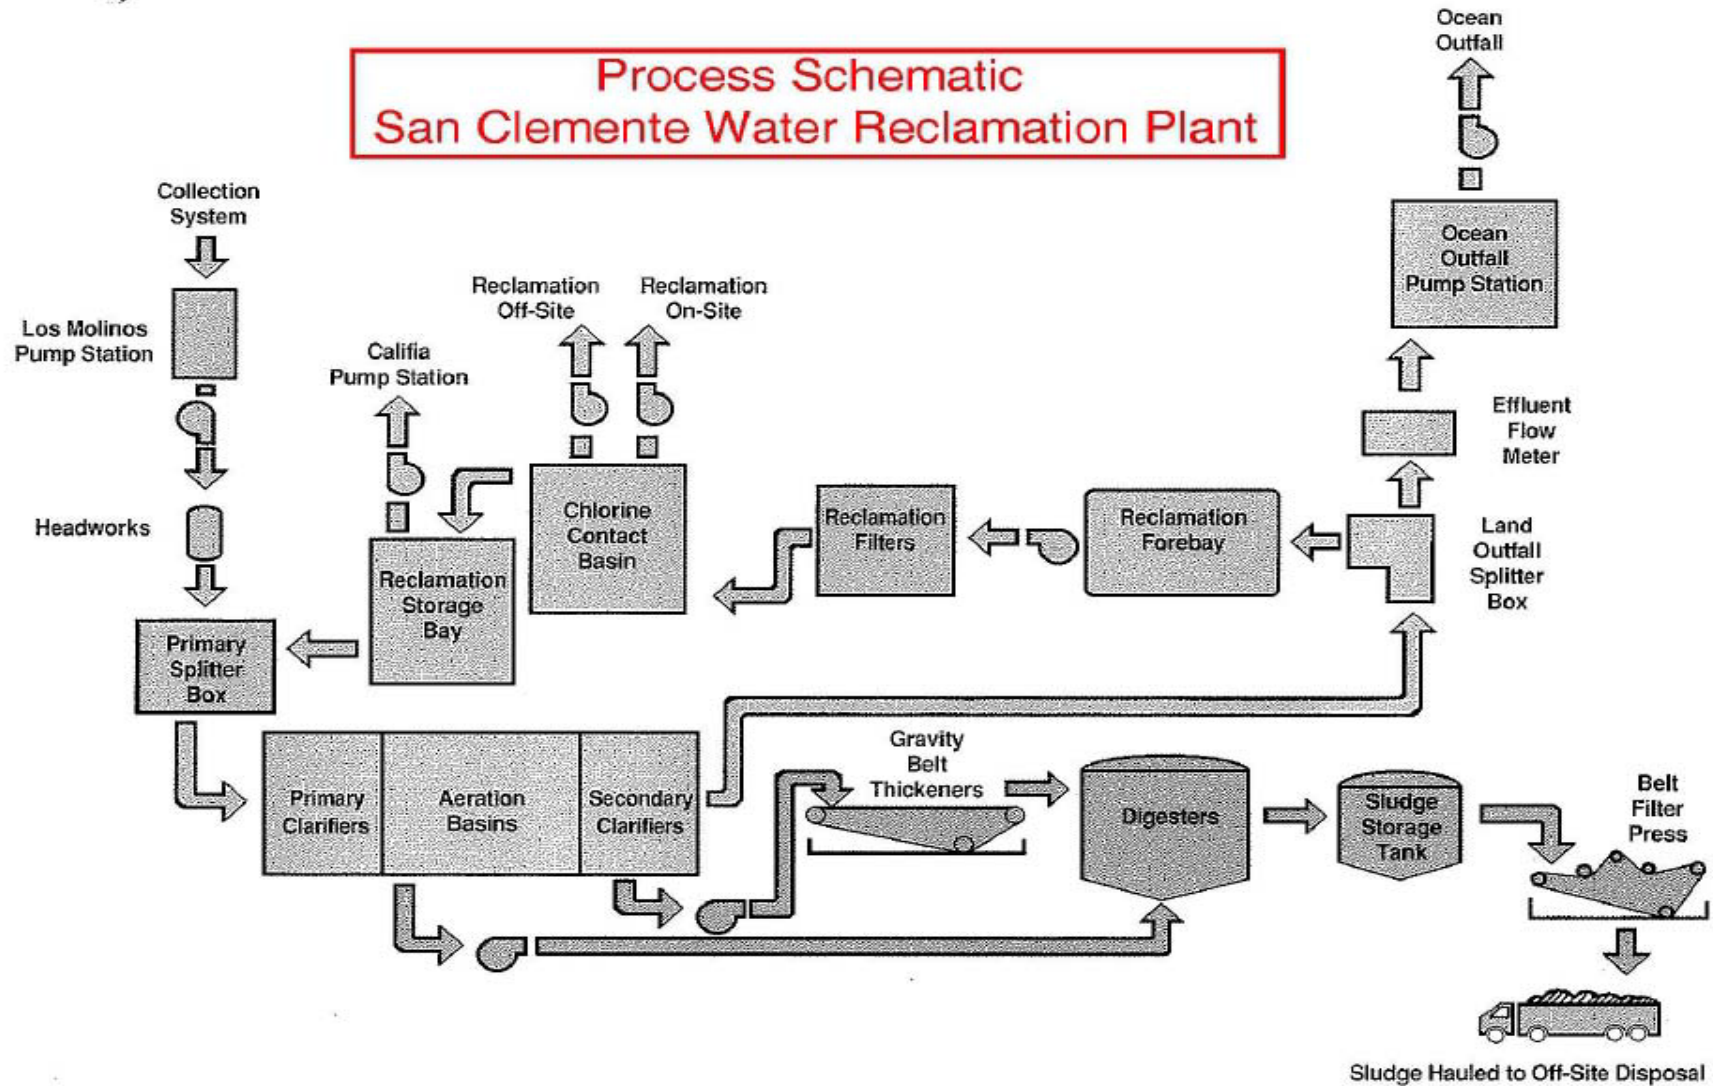 Process Schematic
San Clemente Water Reclamation Plant
Ocean
Outfall
Collection
System
Los Molinos
Pump Station
Headworks
Primary
Splitter
Box
Califia
Pump Station
Reclamation
Off-Site
Reclamation
On-Site
Reclamation
Storage
Bay
Chlorine
Contact
Basin
Reclamation
Filters
Reclamation
Forebay
Ocean
Outfall
Pump Station
Effluent
Flow
Meter
Land
Outfall
Splitter
Box
Primary
Clarifiers
Aeration
Basins
Secondary
Clarifiers
Gravity
Belt
Thickeners
Digesters
Sludge
Storage
Tank
Belt
Filter
Press
Sludge Hauled to Off-Site Disposal